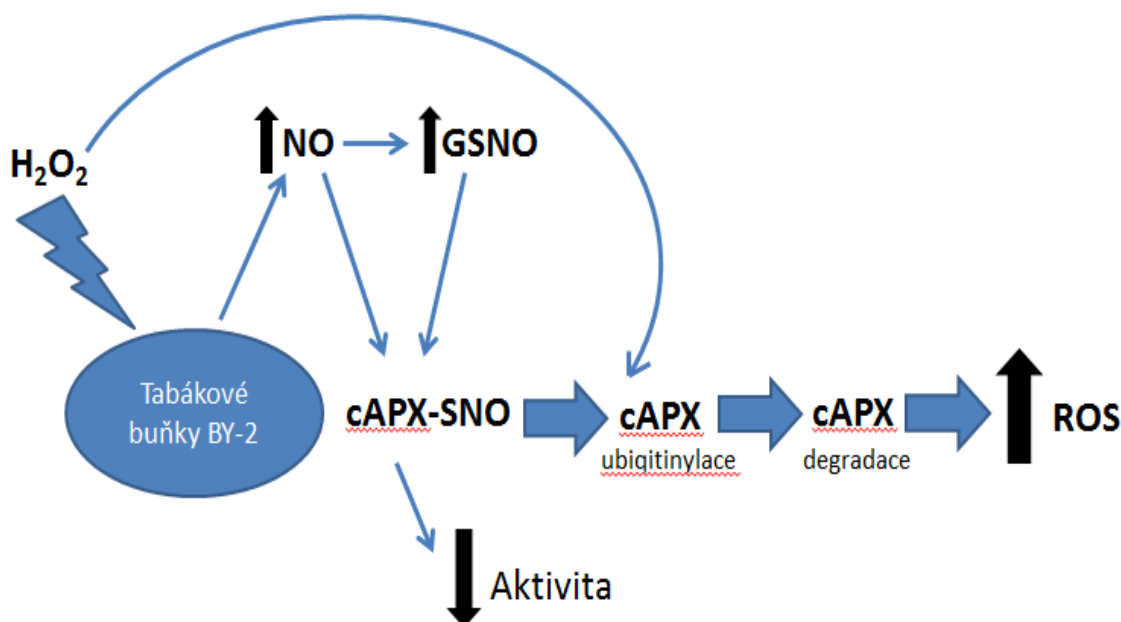 NO
GSNO
H₂O₂
Tabákové
buňky BY-2
cAPX-SNO
cAPX
ubiqitinylace
cAPX
degradace
ROS
Aktivita